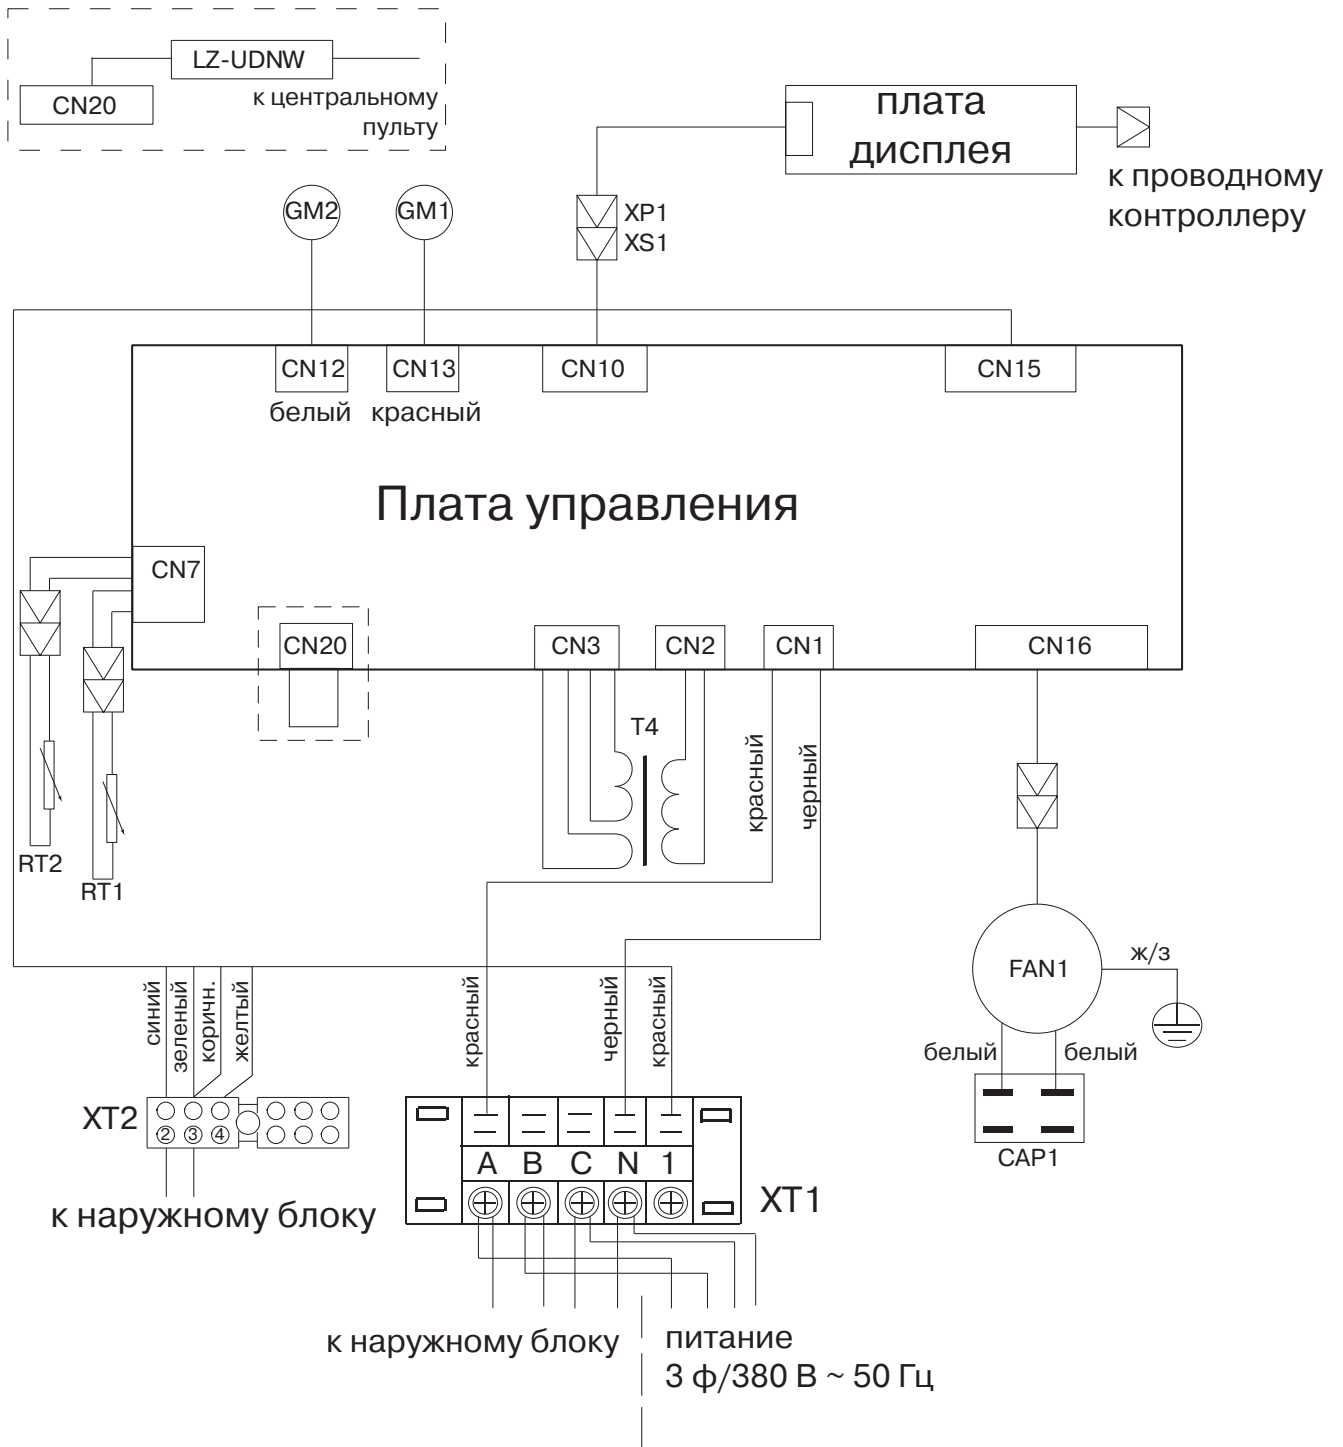 LZ-UDNW
CN20
к центральному
пульту
плата
дисплея
к проводному
контроллеру
GM2
GM1
XP1
XS1
CN12
CN13
CN10
CN15
белый
красный
Плата управления
CN7
CN20
CN3
CN2
CN1
CN16
T4
красный
черный
RT2
RT1
FAN1
ж/з
синий
зеленый
коричн.
желтый
красный
черный
красный
белый
белый
XT2
2 3 4
A B C N 1
CAP1
XT1
к наружному блоку
к наружному блоку
питание
3 ф/380 В ~ 50 Гц